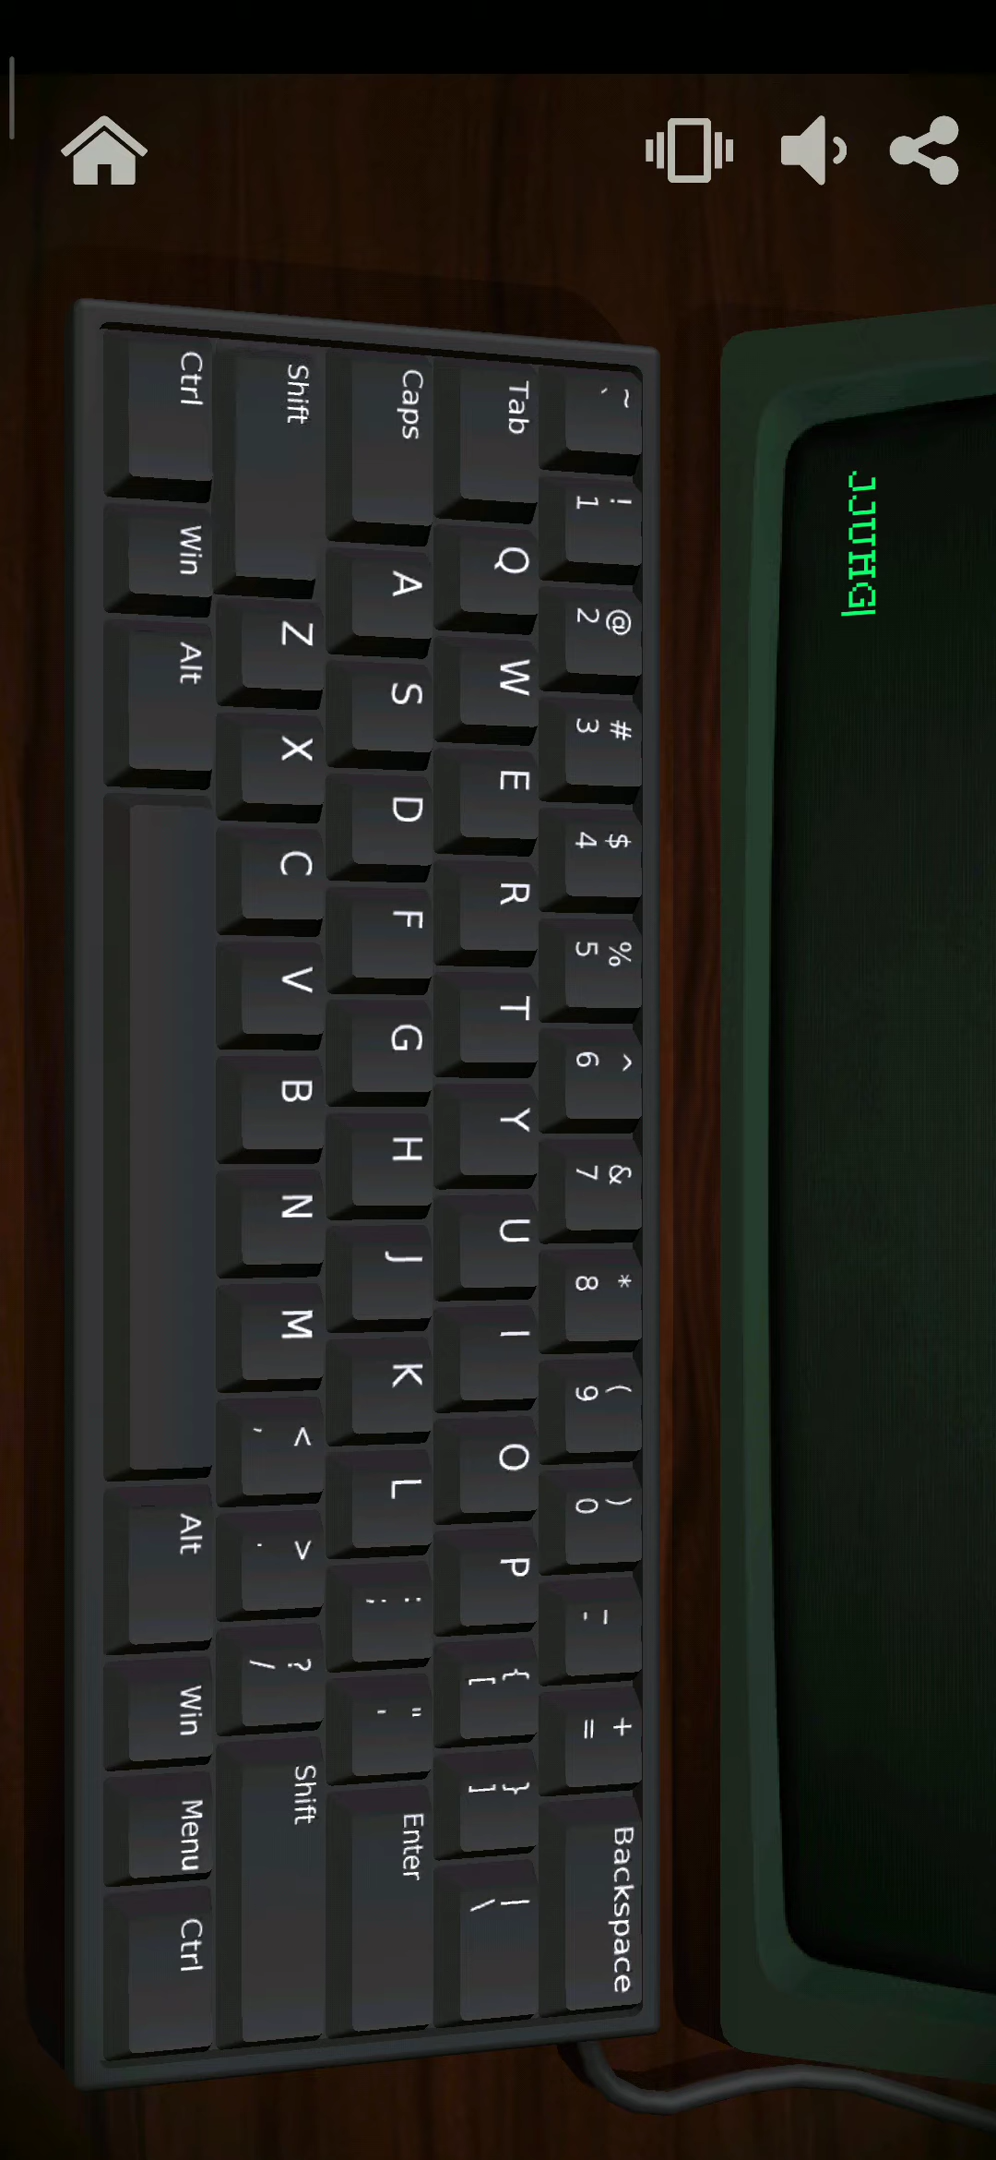 JJUHG
~ ! @ # $ % ^ & * ( ) _ +
` 1 2 3 4 5 6 7 8 9 0 - = Backspace
Tab Q W E R T Y U I O P { } |
[ ] \
Caps A S D F G H J K L : " Enter
; '
Shift Z X C V B N M < > ? Shift
, . /
Ctrl Win Alt Alt Win Menu Ctrl